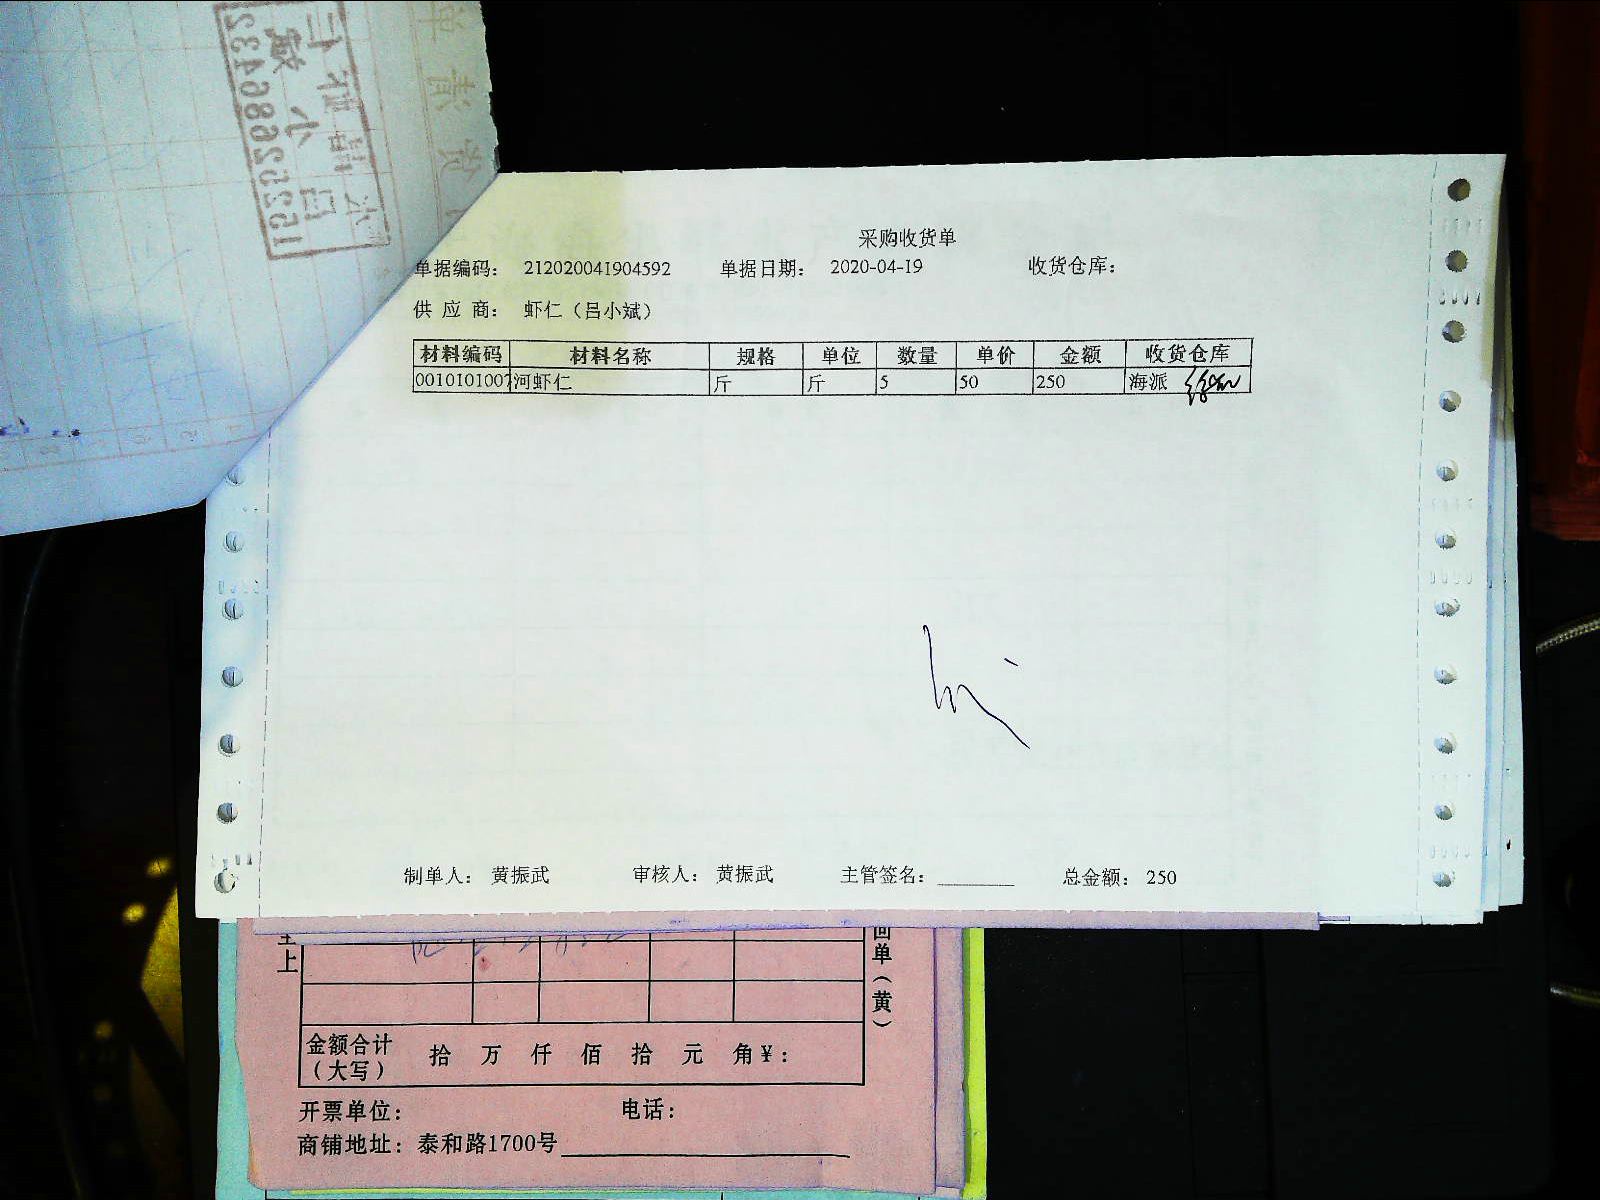 采购收货单
单据编码： 212020041904592 单据日期： 2020-04-19 收货仓库：
供 应 商： 虾仁（吕小斌）
材料编码 材料名称 规格 单位 数量 单价 金额 收货仓库
0010101007 河虾仁 斤 斤 5 50 250 海派
制单人： 黄振武 审核人： 黄振武 主管签名： 总金额： 250
上
回单（黄）
金额合计（大写） 拾 万 仟 佰 拾 元 角 ¥：
开票单位： 电话：
商铺地址：泰和路1700号